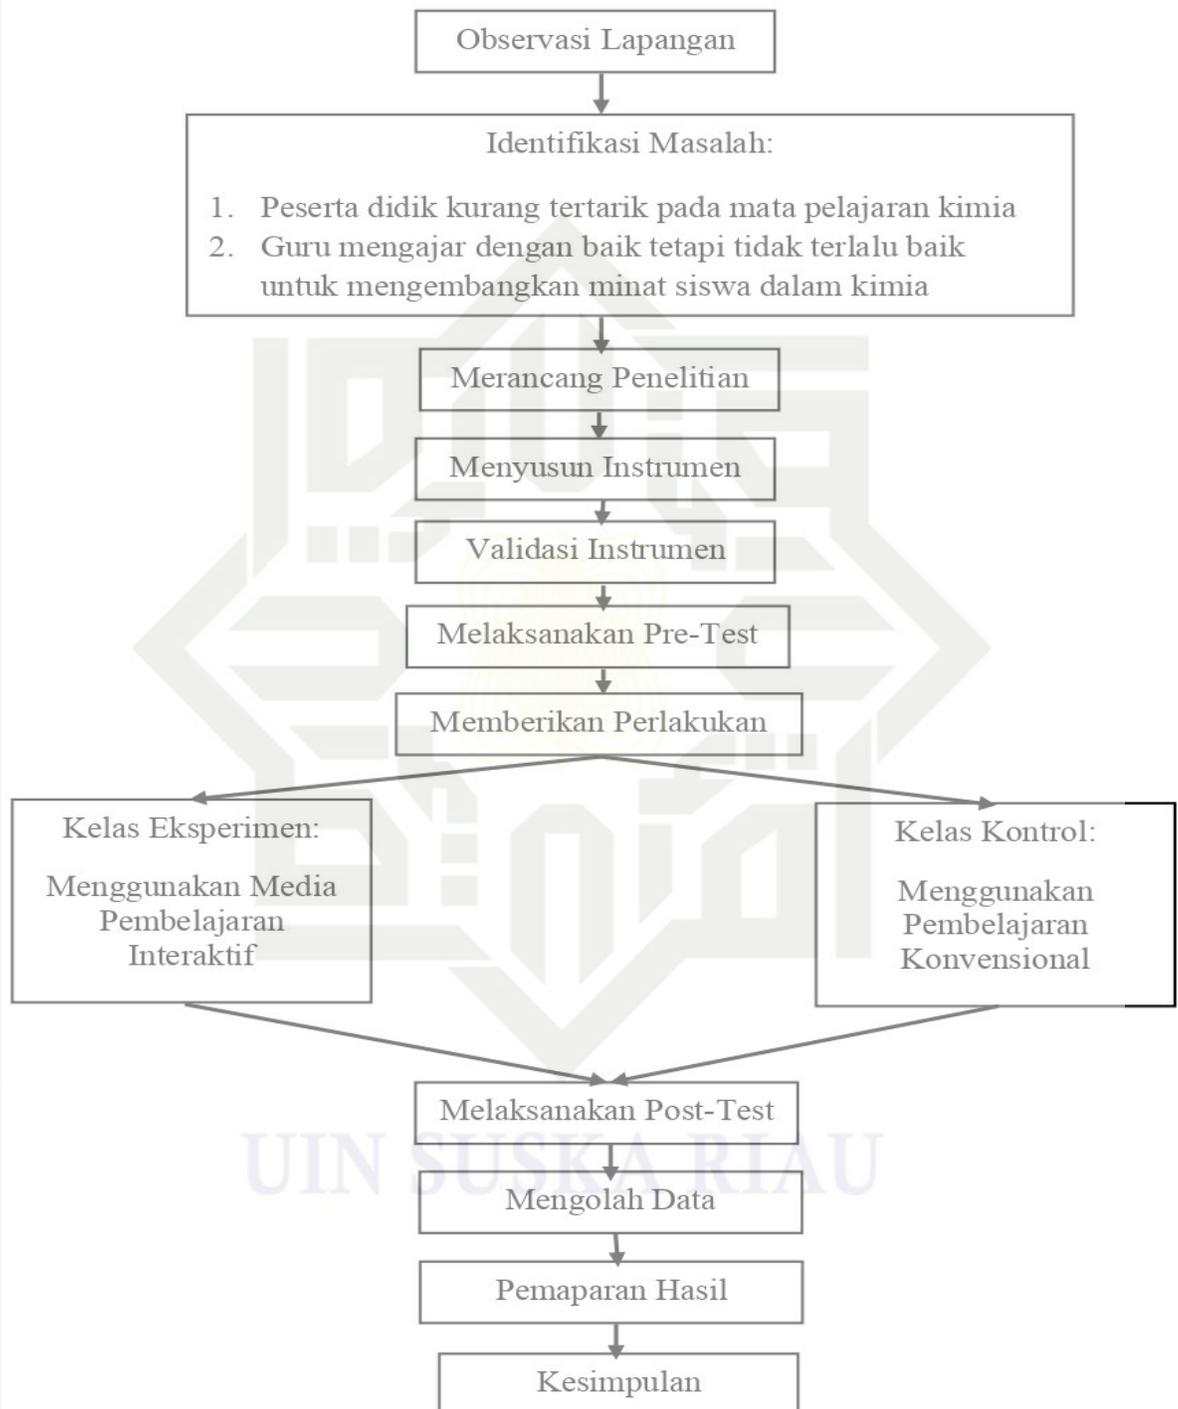 Observasi Lapangan
Identifikasi Masalah:
1. Peserta didik kurang tertarik pada mata pelajaran kimia
2. Guru mengajar dengan baik tetapi tidak terlalu baik
untuk mengembangkan minat siswa dalam kimia
Merancang Penelitian
Menyusun Instrumen
Validasi Instrumen
Melaksanakan Pre-Test
Memberikan Perlakukan
Kelas Eksperimen:
Menggunakan Media
Pembelajaran
Interaktif
Kelas Kontrol:
Menggunakan
Pembelajaran
Konvensional
Melaksanakan Post-Test
UIN SUSKA RIAU
Mengolah Data
Pemaparan Hasil
Kesimpulan